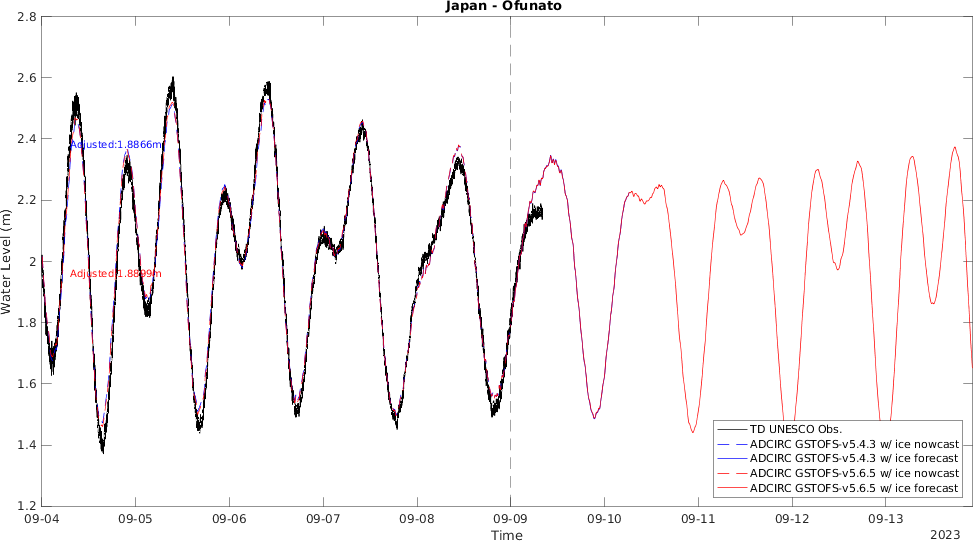 Japan - Ofunato
2.8
2.6
2.4
2.2
2
1.8
1.6
1.4
1.2
Water Level (m)
Adjusted:1.8866m
Adjusted:1.8899m
TD UNESCO Obs.
ADCIRC GSTOFS-v5.4.3 w/ ice nowcast
ADCIRC GSTOFS-v5.4.3 w/ ice forecast
ADCIRC GSTOFS-v5.6.5 w/ ice nowcast
ADCIRC GSTOFS-v5.6.5 w/ ice forecast
09-04 09-05 09-06 09-07 09-08 09-09 09-10 09-11 09-12 09-13
Time
2023